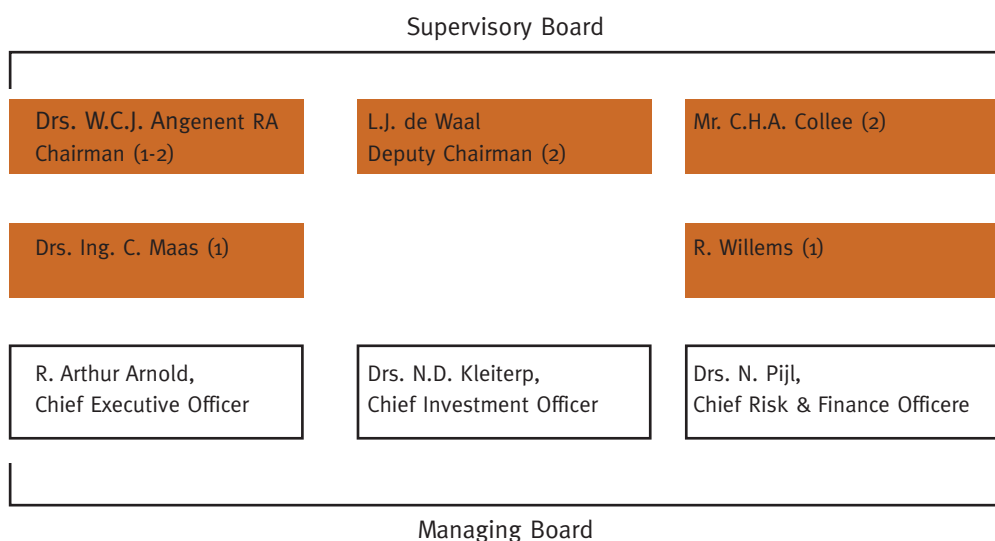 Supervisory Board
Drs. W.C.J. Angenent RA
Chairman (1-2)
L.J. de Waal
Deputy Chairman (2)
Mr. C.H.A. Collee (2)
Drs. Ing. C. Maas (1)
R. Willems (1)
R. Arthur Arnold,
Chief Executive Officer
Drs. N.D. Kleiterp,
Chief Investment Officer
Drs. N. Pijl,
Chief Risk & Finance Officere
Managing Board